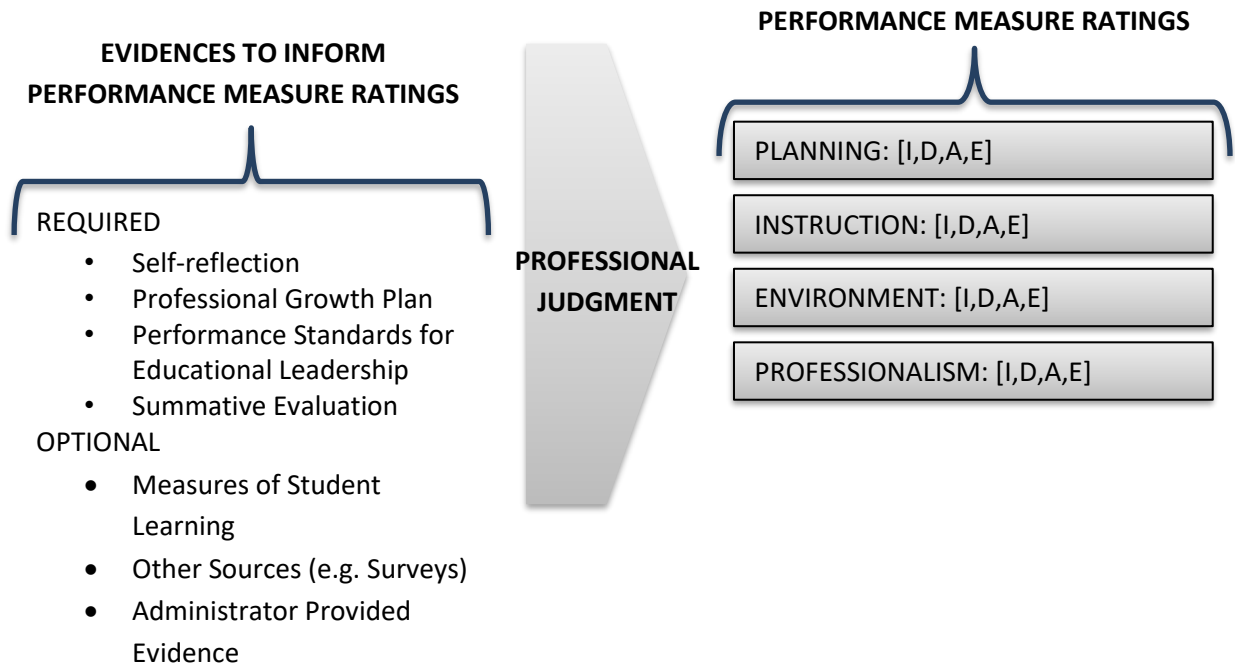 EVIDENCES TO INFORM
PERFORMANCE MEASURE RATINGS
REQUIRED
• Self-reflection
• Professional Growth Plan
• Performance Standards for
Educational Leadership
• Summative Evaluation
OPTIONAL
• Measures of Student
Learning
• Other Sources (e.g. Surveys)
• Administrator Provided
Evidence
PROFESSIONAL
JUDGMENT
PERFORMANCE MEASURE RATINGS
PLANNING: [I,D,A,E]
INSTRUCTION: [I,D,A,E]
ENVIRONMENT: [I,D,A,E]
PROFESSIONALISM: [I,D,A,E]